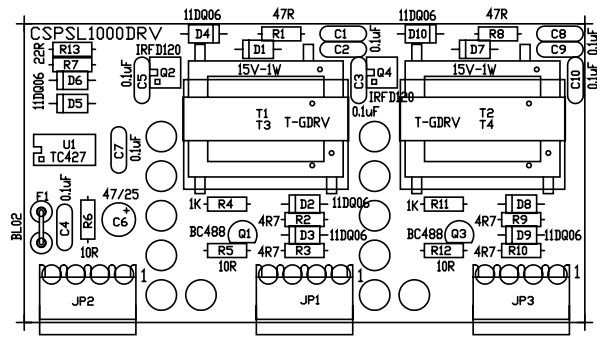 11DQ06 47R 11DQ06 47R
CSPSL1000DRV D4 R1 C1 0.1uF D10 R8 C8 0.1uF
22R R13 IRFD120 D1 C2 D7 C9
R7 Q2 15V-1W Q4 15V-1W
11DQ06 D6 0.1uF C5 C3 IRFD120 C10 0.1uF
D5 0.1uF
T1 T2
T3 T-GDRV T-GDRV T4
U1
TC427 C7 0.1uF
F1 0.1uF 47/25 1K R4 D2 11DQ06 1K R11 D8
BL02 C4 R6 C6 + 4R7 R2 4R7 R9
BC488 Q1 D3 11DQ06 BC488 Q3 D9 11DQ06
10R R5 4R7 R3 R12 4R7 R10
10R 10R
1 1 1
JP2 JP1 JP3